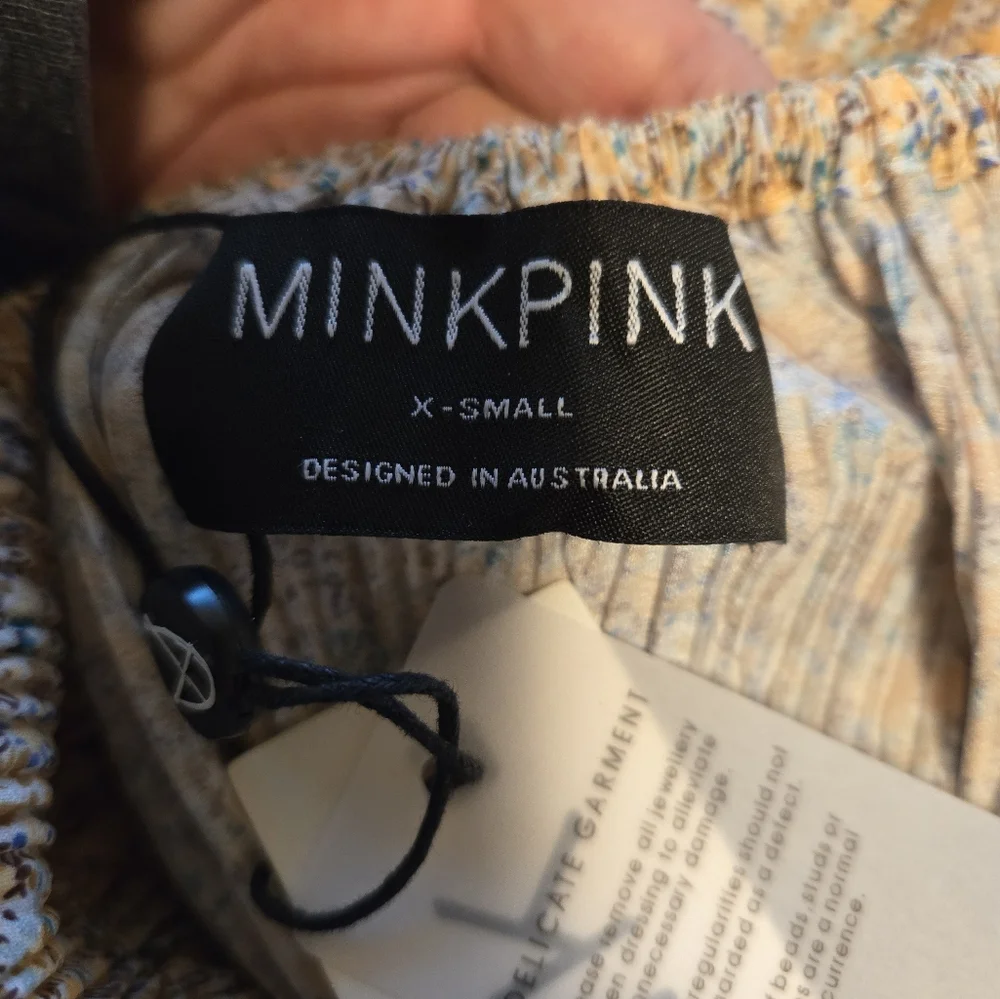 MINKPINK
X-SMALL
DESIGNED IN AUSTRALIA
DELICATE GARMENT
remove all jewellery
dressing to alleviate
damage.
should not
as a defect.
beads, studs or
are a normal